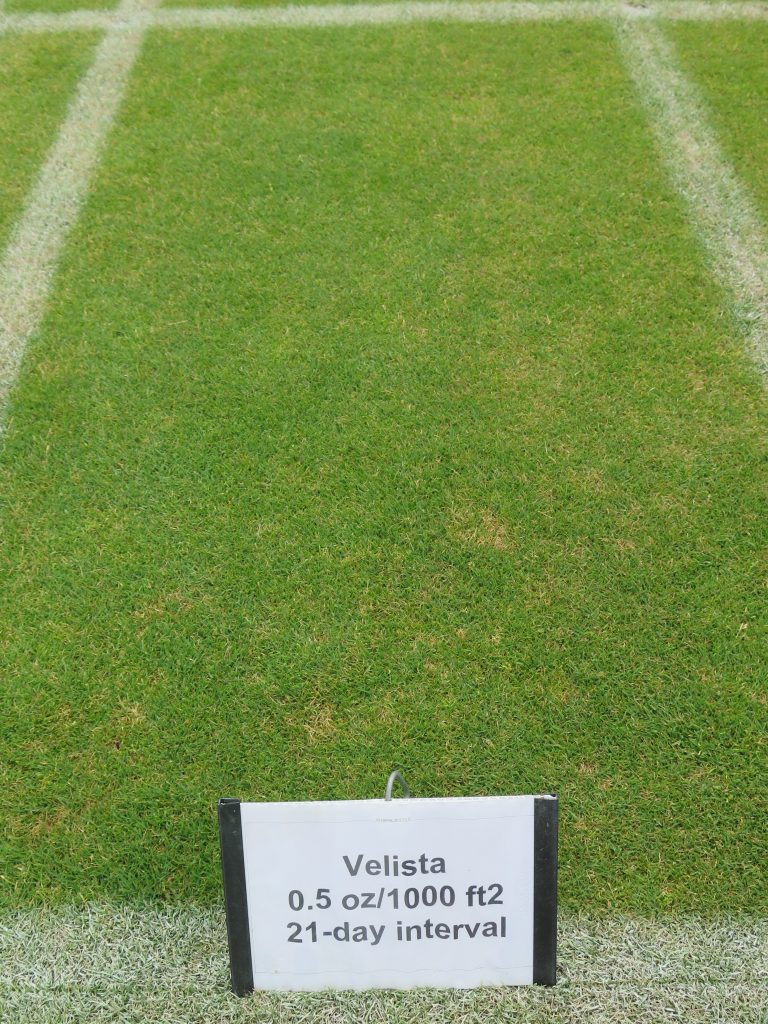 Velista
0.5 oz/1000 ft2
21-day interval